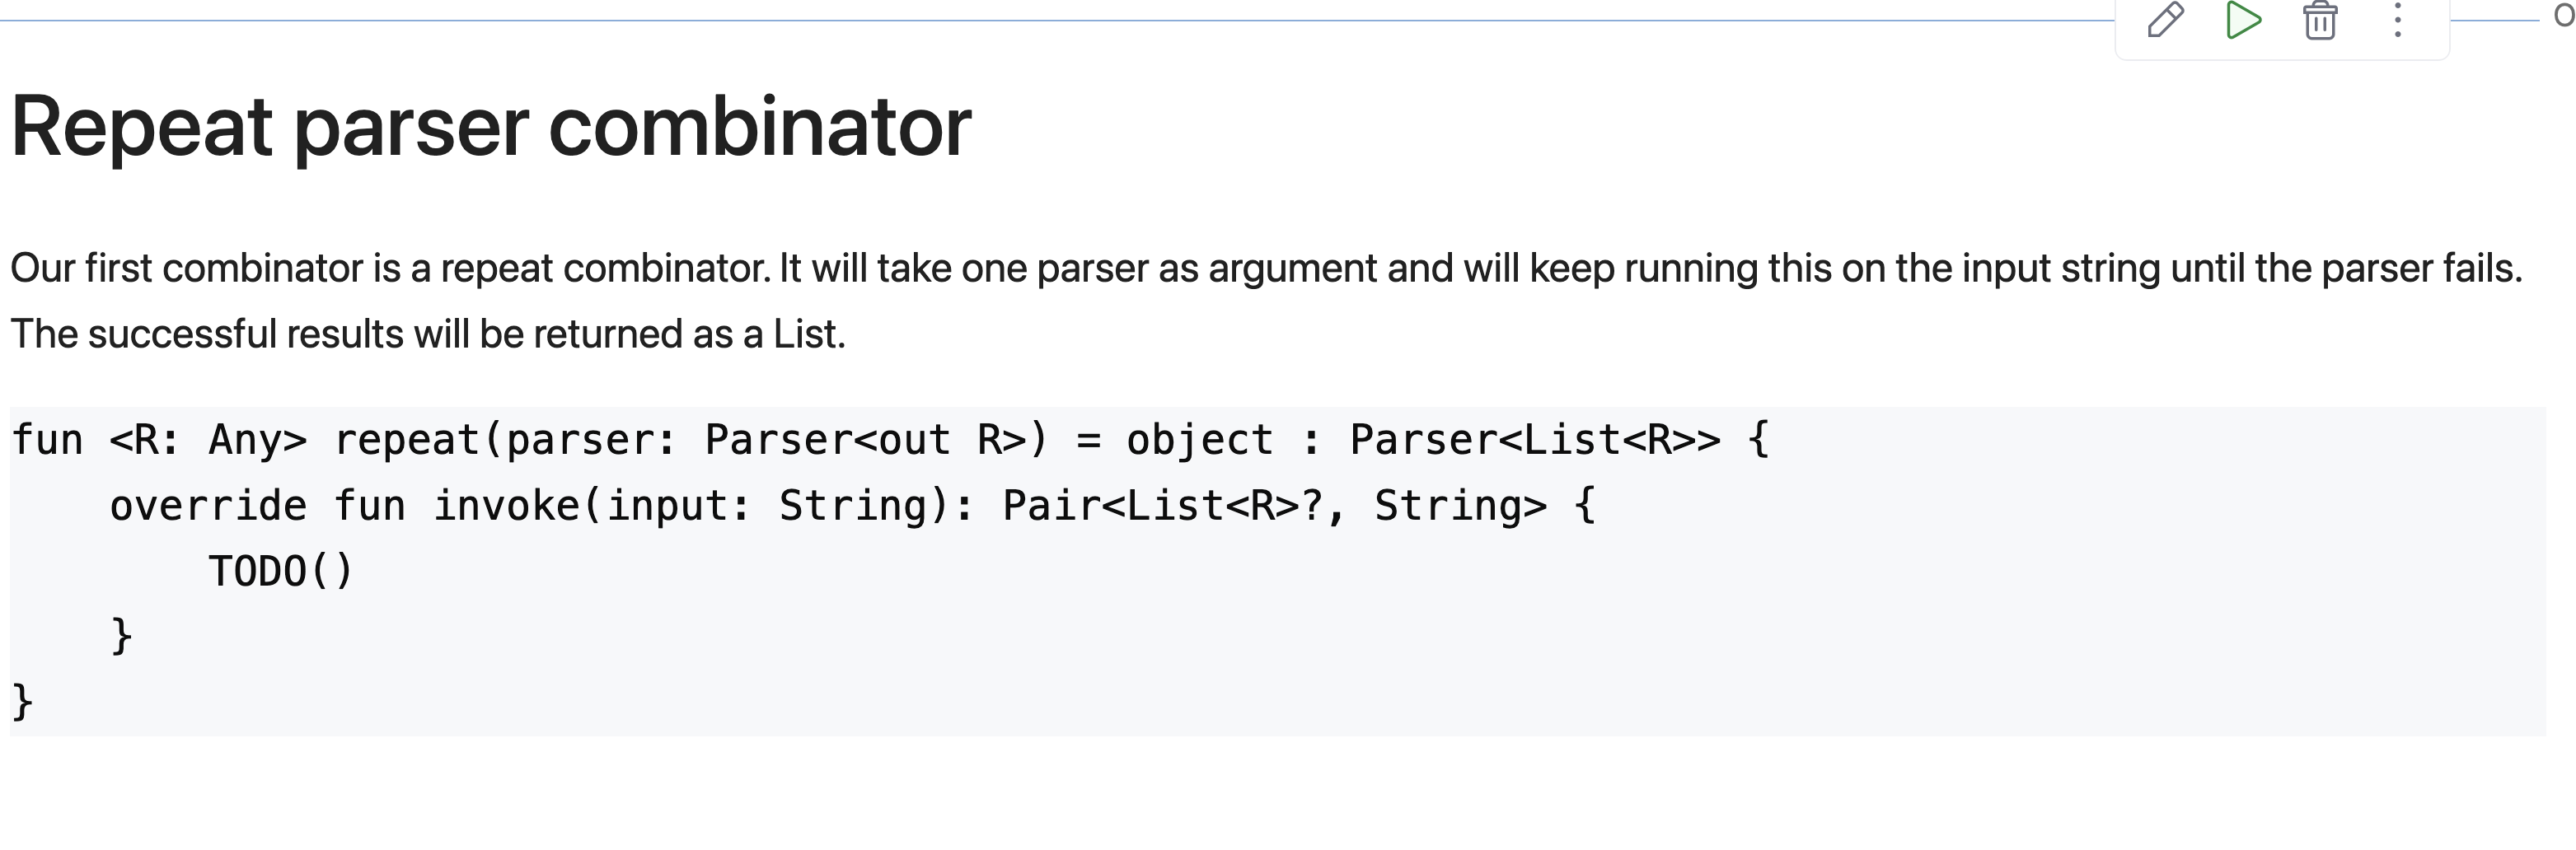 Repeat parser combinator
Our first combinator is a repeat combinator. It will take one parser as argument and will keep running this on the input string until the parser fails.
The successful results will be returned as a List.
fun <R: Any> repeat(parser: Parser<out R>) = object : Parser<List<R>> {
    override fun invoke(input: String): Pair<List<R>?, String> {
        TODO()
    }
}